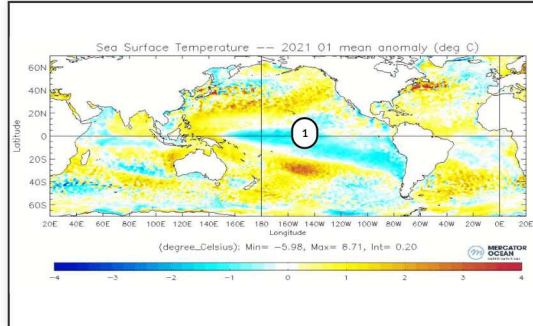 Sea Surface Temperature —— 2021 01 mean anomaly (deg C)
60N
40N
20N
0
20S
40S
60S
Latitude
1
20E 40E 60E 80E 100E 120E 140E 160E 180 160W 140W 120W 100W 80W 60W 40W 20W 0E 20E
Longitude
(degree_Celsius): Min= −5.98, Max= 8.71, Int= 0.20
MERCATOR
OCEAN
−4 −3 −2 −1 0 1 2 3 4